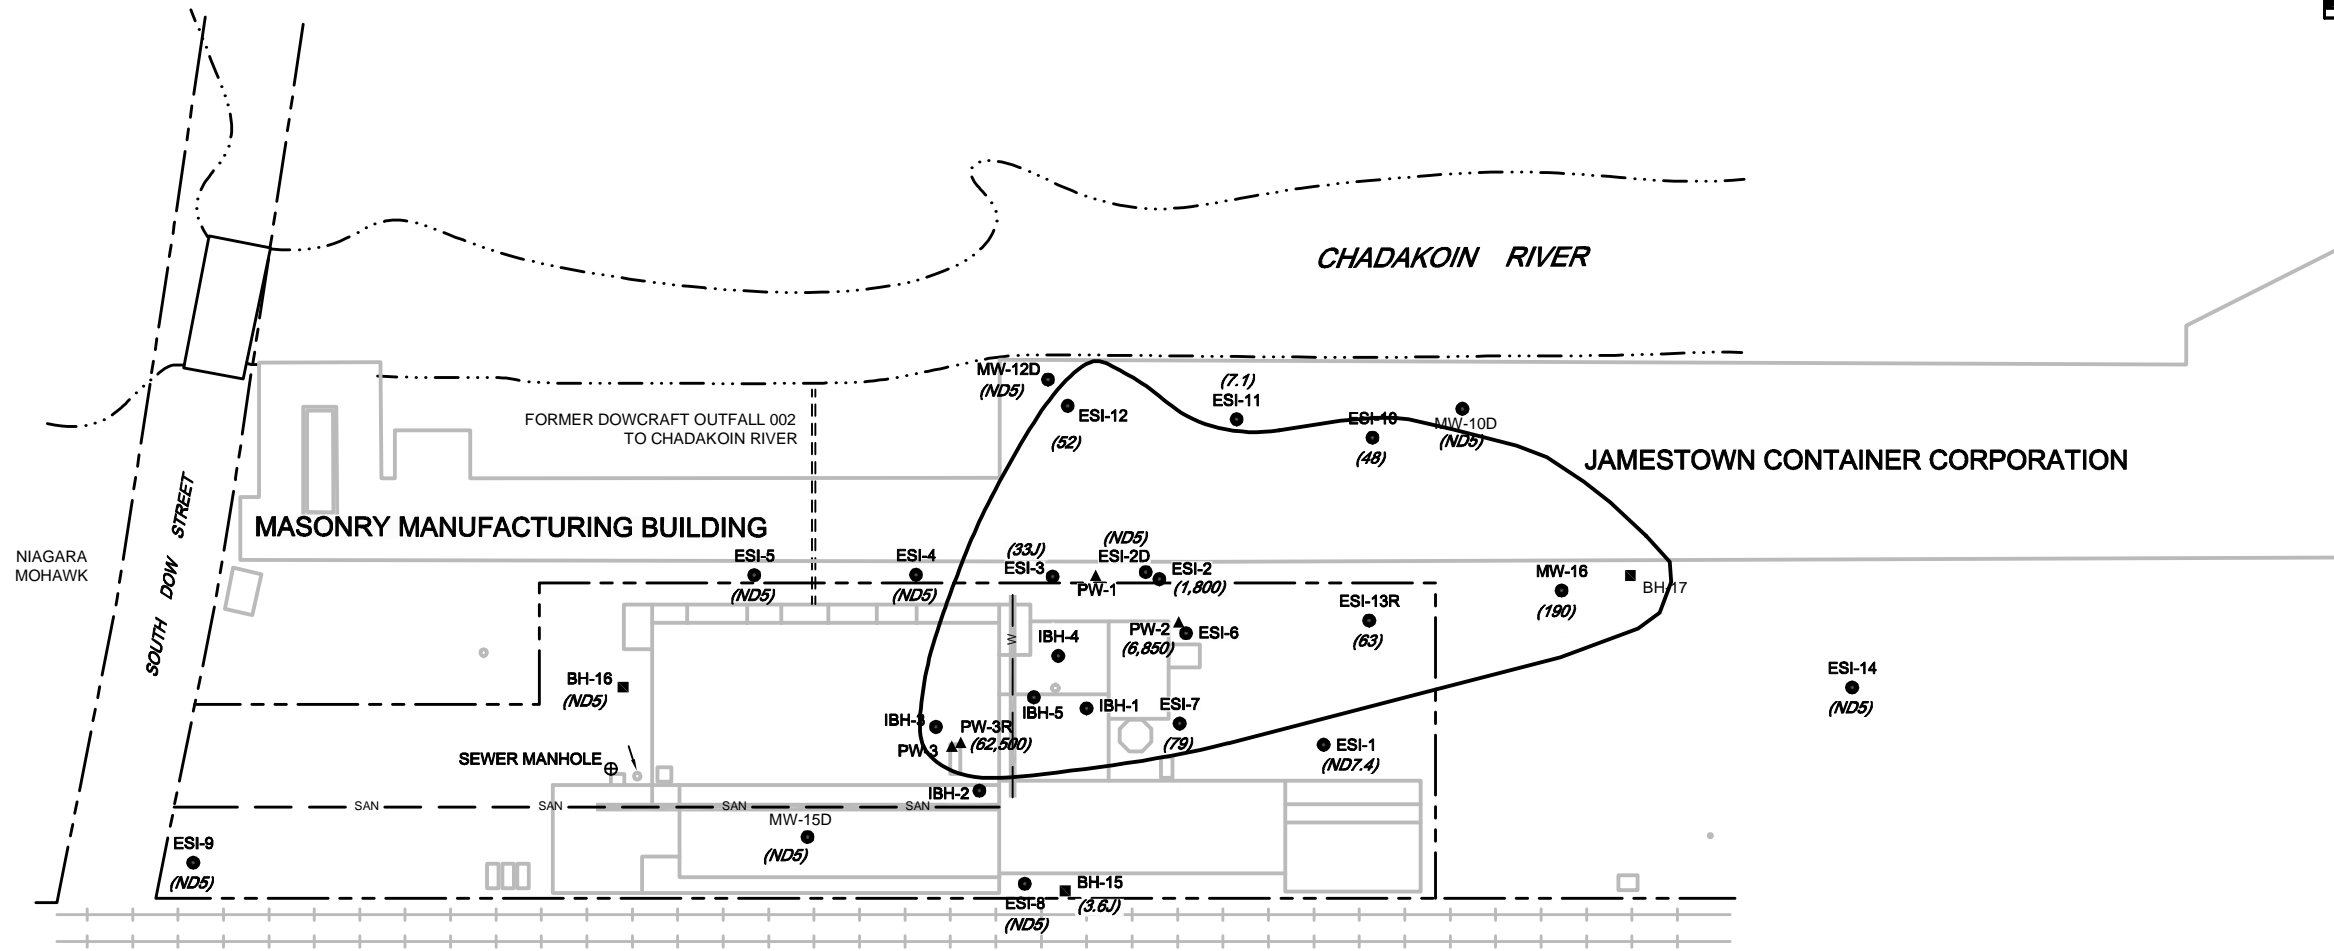 CHADAKOIN RIVER
MW-12D
(ND5)
ESI-12
(52)
(7.1)
ESI-11
ESI-10
(48)
MW-10D
(ND5)
FORMER DOWCRAFT OUTFALL 002
TO CHADAKOIN RIVER
JAMESTOWN CONTAINER CORPORATION
MASONRY MANUFACTURING BUILDING
SOUTH DOW STREET
NIAGARA
MOHAWK
ESI-5
(ND5)
ESI-4
(ND5)
(33J)
ESI-3
PW-1
(ND5)
ESI-2D
ESI-2
(1,800)
MW-16
(190)
BH-17
ESI-13R
(63)
W
IBH-4
PW-2
(6,850)
ESI-6
BH-16
(ND5)
ESI-14
(ND5)
IBH-5
IBH-1
ESI-7
(79)
IBH-3
PW-3R
(62,500)
PW-3
ESI-1
(ND7.4)
SEWER MANHOLE
IBH-2
SAN
SAN
SAN
SAN
MW-15D
(ND5)
ESI-9
(ND5)
BH-15
(3.6J)
ESI-8
(ND5)